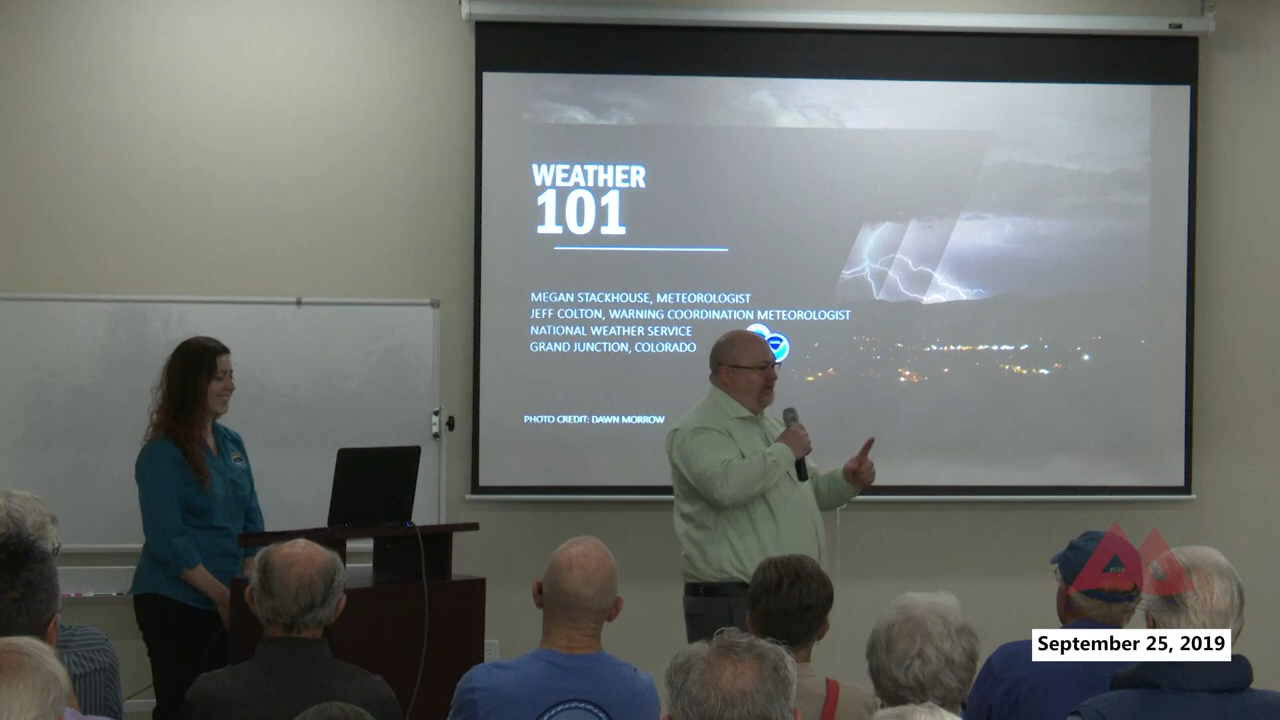 WEATHER
101
MEGAN STACKHOUSE, METEOROLOGIST
JEFF COLTON, WARNING COORDINATION METEOROLOGIST
NATIONAL WEATHER SERVICE
GRAND JUNCTION, COLORADO
PHOTO CREDIT: DAWN MORROW
September 25, 2019